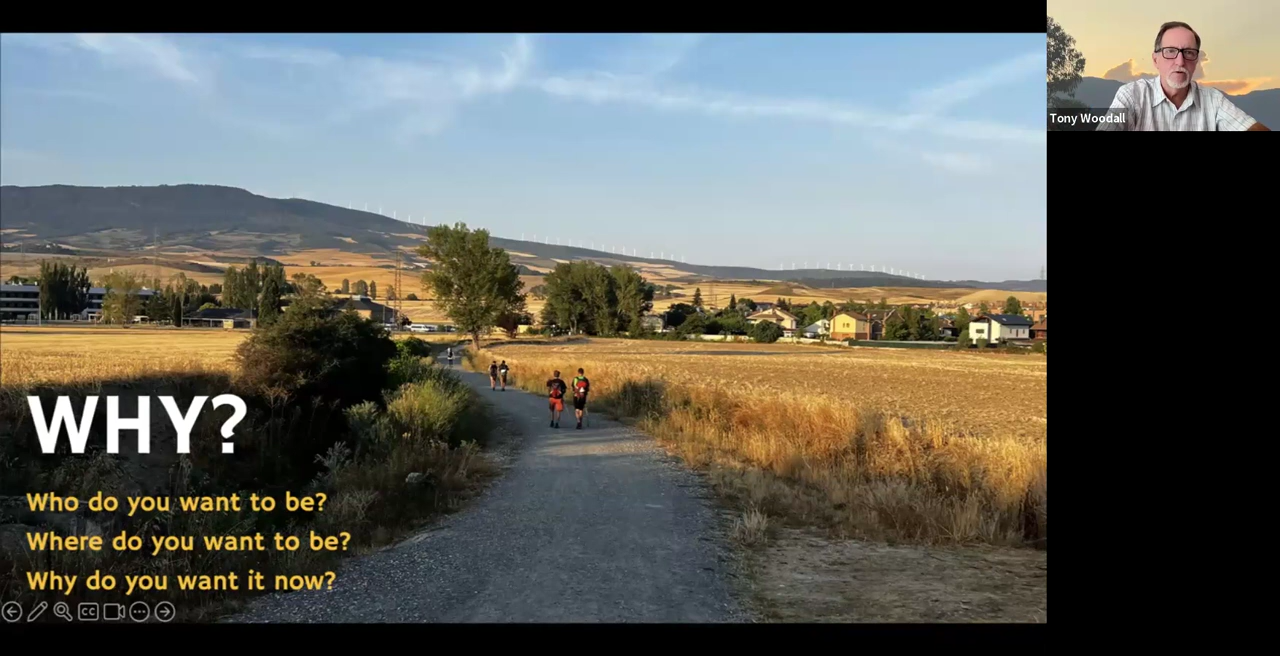 Tony Woodall
WHY?
Who do you want to be?
Where do you want to be?
Why do you want it now?
CC